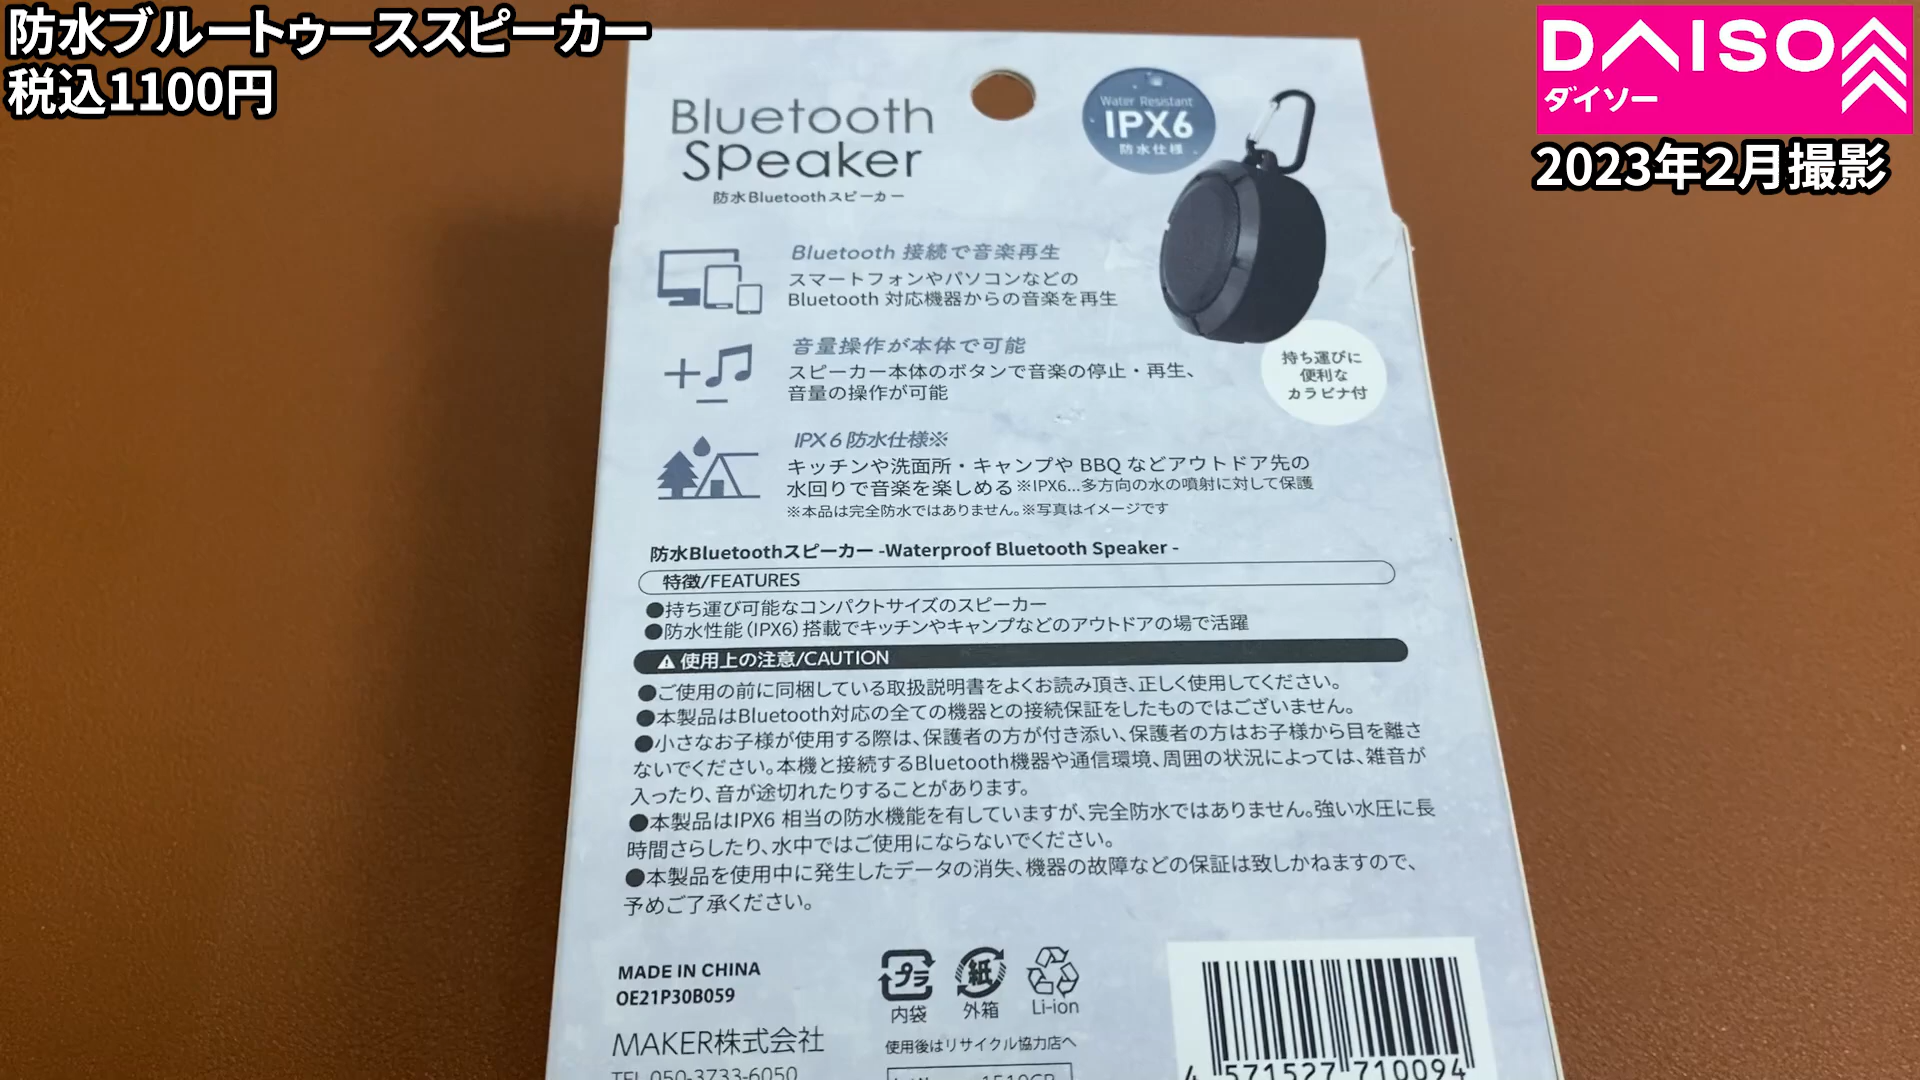 防水ブルートゥーススピーカー
税込1100円
DAISO
ダイソー
2023年2月撮影
Bluetooth
Speaker
防水Bluetoothスピーカー
Water Resistant
IPX6
防水仕様
Bluetooth 接続で音楽再生
スマートフォンやパソコンなどの
Bluetooth 対応機器からの音楽を再生
音量操作が本体で可能
スピーカー本体のボタンで音楽の停止・再生、
音量の操作が可能
持ち運びに
便利な
カラビナ付
IPX6防水仕様※
キッチンや洗面所・キャンプや BBQ などアウトドア先の
水回りで音楽を楽しめる ※IPX6...多方向の水の噴射に対して保護
※本品は完全防水ではありません。※写真はイメージです
防水Bluetoothスピーカー -Waterproof Bluetooth Speaker -
特徴/FEATURES
●持ち運び可能なコンパクトサイズのスピーカー
●防水性能(IPX6)搭載でキッチンやキャンプなどのアウトドアの場で活躍
使用上の注意/CAUTION
●ご使用の前に同梱している取扱説明書をよくお読み頂き、正しく使用してください。
●本製品はBluetooth対応の全ての機器との接続保証をしたものではございません。
●小さなお子様が使用する際は、保護者の方が付き添い、保護者の方はお子様から目を離さ
ないでください。本機と接続するBluetooth機器や通信環境、周囲の状況によっては、雑音が
入ったり、音が途切れたりすることがあります。
●本製品はIPX6 相当の防水機能を有していますが、完全防水ではありません。強い水圧に長
時間さらしたり、水中ではご使用にならないでください。
●本製品を使用中に発生したデータの消失、機器の故障などの保証は致しかねますので、
予めご了承ください。
MADE IN CHINA
OE21P30B059
MAKER株式会社
TEL 050-3733-6050
プラ
内袋
紙
外箱
Li-ion
使用後はリサイクル協力店へ
4 571527 710094